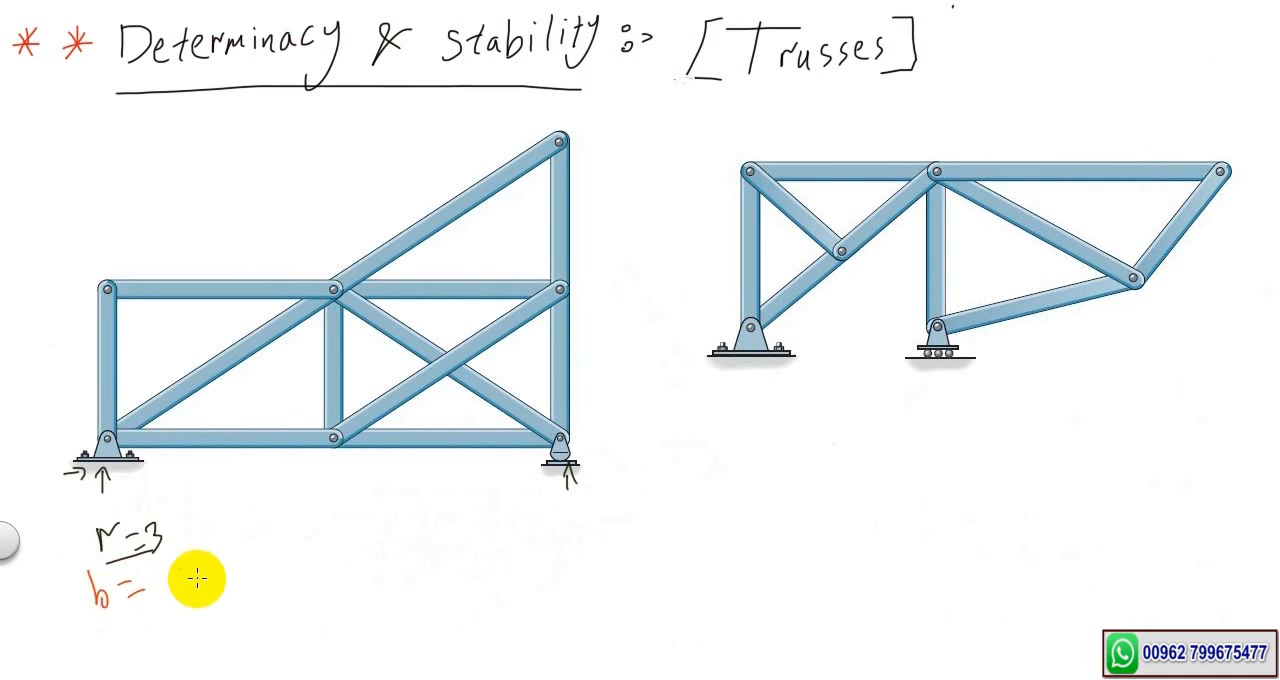 ** Determinacy & stability :> [Trusses]
r=3
b=
00962 799675477